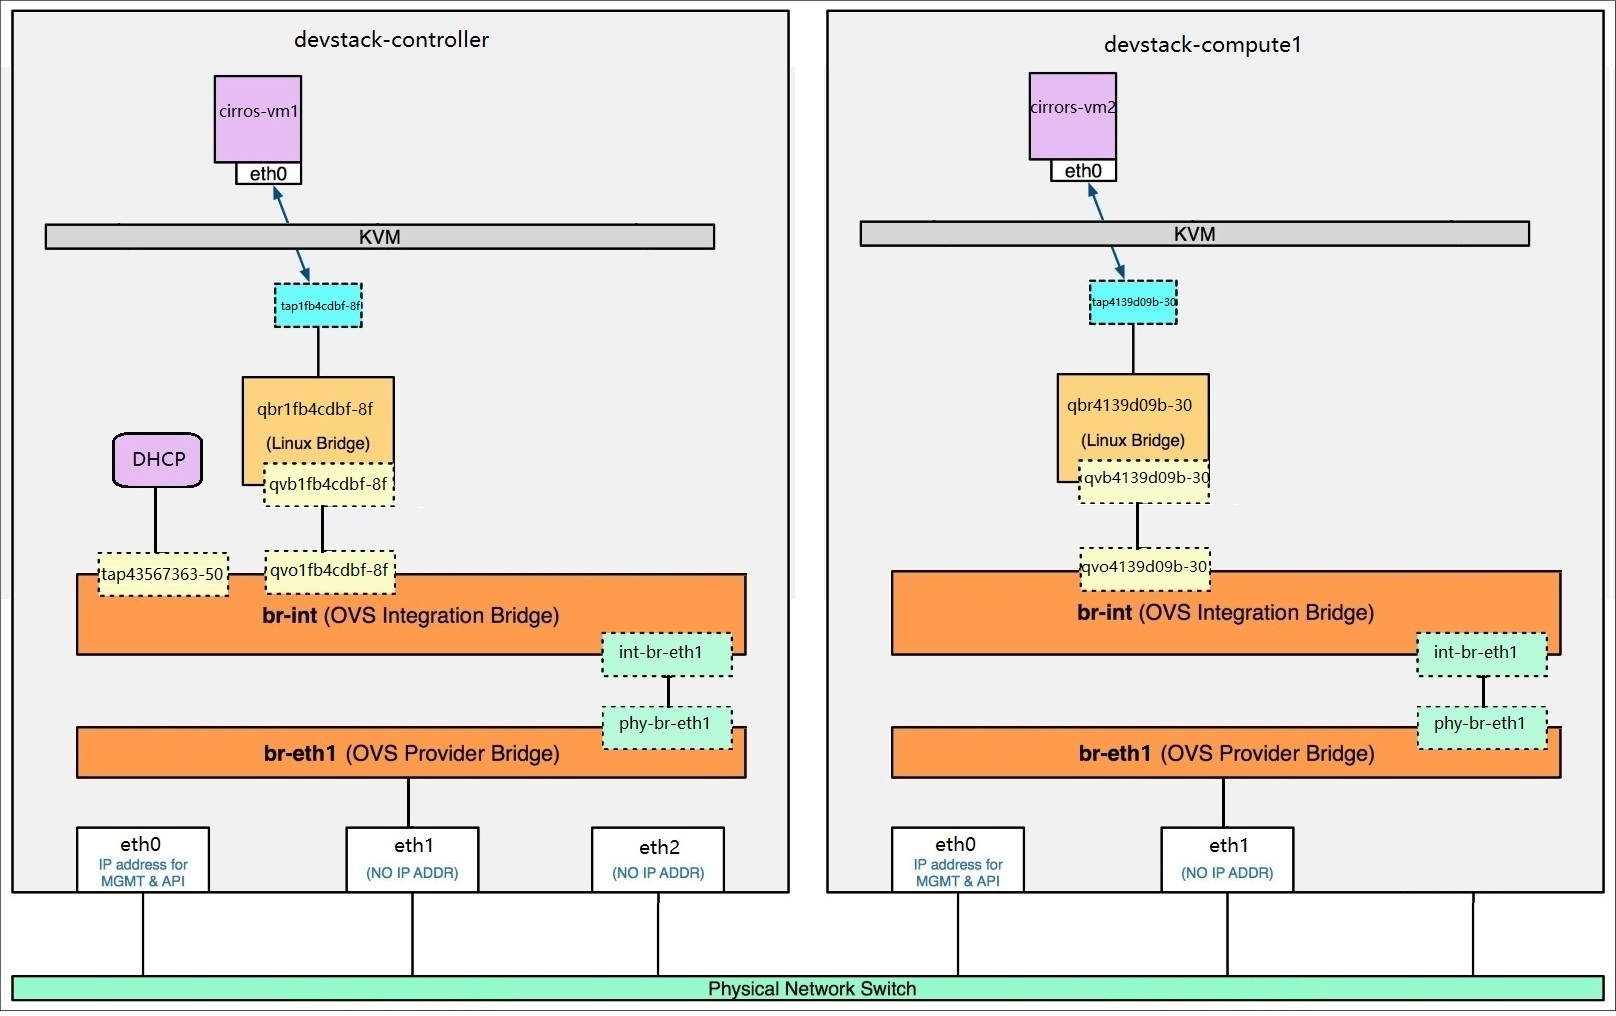 devstack-controller
cirros-vm1
eth0
KVM
tap1fb4cdbf-8f
qbr1fb4cdbf-8f
(Linux Bridge)
DHCP
qvb1fb4cdbf-8f
tap43567363-50
qvo1fb4cdbf-8f
br-int (OVS Integration Bridge)
int-br-eth1
phy-br-eth1
br-eth1 (OVS Provider Bridge)
eth0
IP address for
MGMT & API
eth1
(NO IP ADDR)
eth2
(NO IP ADDR)
devstack-compute1
cirrors-vm2
eth0
KVM
tap4139d09b-30
qbr4139d09b-30
(Linux Bridge)
qvb4139d09b-30
qvo4139d09b-30
br-int (OVS Integration Bridge)
int-br-eth1
phy-br-eth1
br-eth1 (OVS Provider Bridge)
eth0
IP address for
MGMT & API
eth1
(NO IP ADDR)
Physical Network Switch